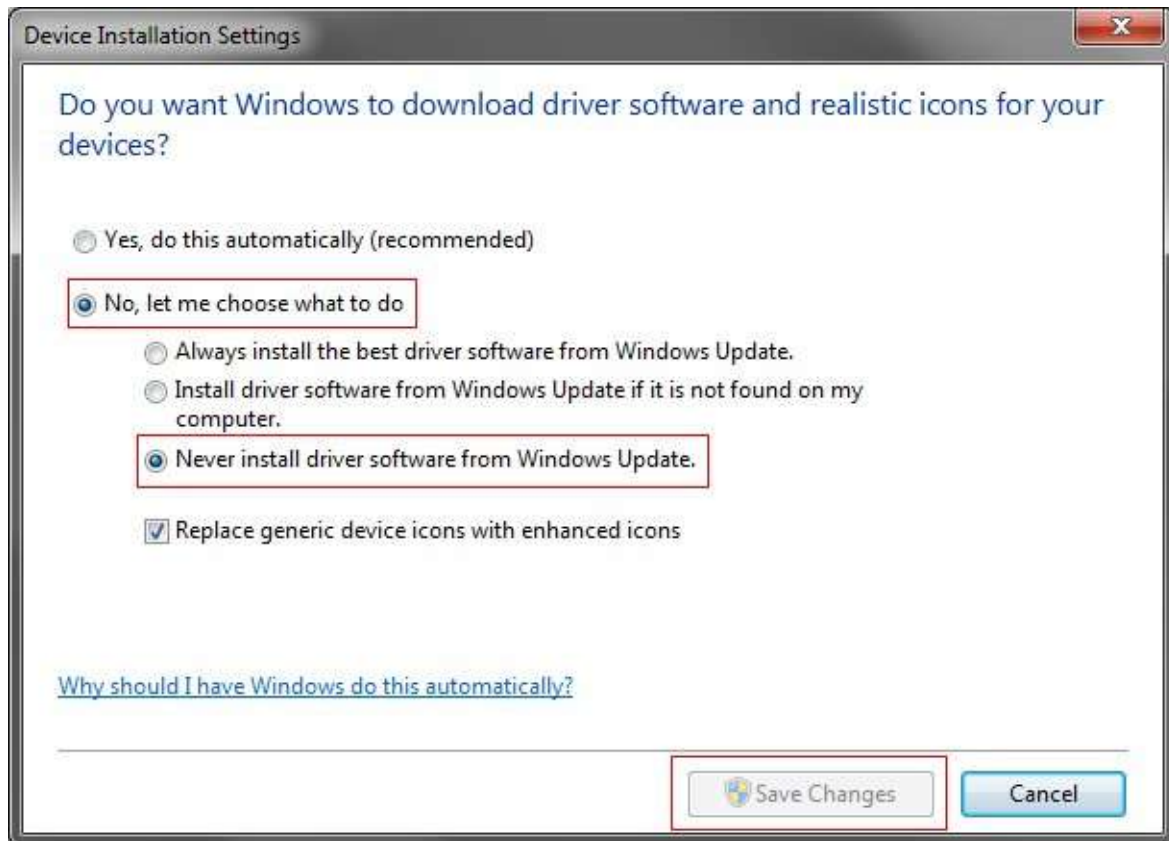 Device Installation Settings
Do you want Windows to download driver software and realistic icons for your
devices?
Yes, do this automatically (recommended)
No, let me choose what to do
Always install the best driver software from Windows Update.
Install driver software from Windows Update if it is not found on my
computer.
Never install driver software from Windows Update.
Replace generic device icons with enhanced icons
Why should I have Windows do this automatically?
Save Changes
Cancel